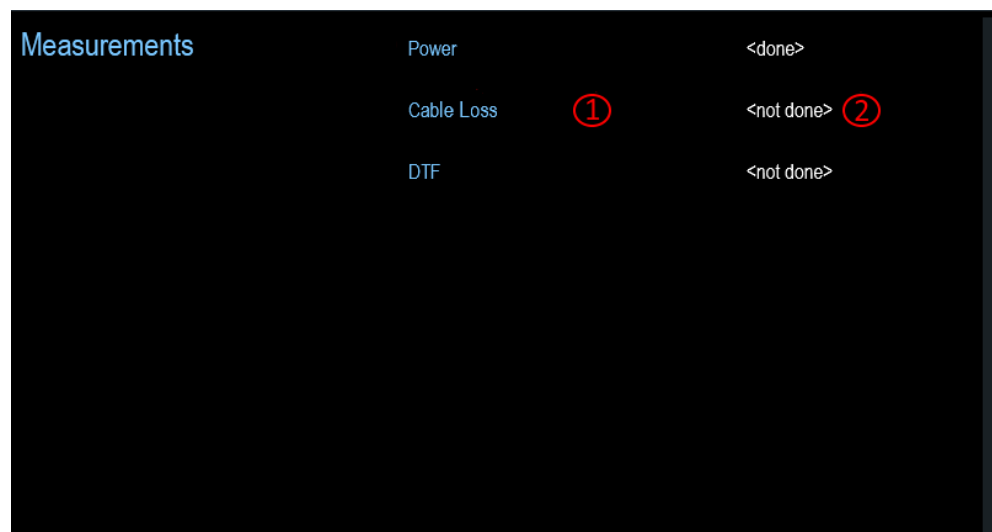 Measurements Power <done>
Cable Loss ① <not done> ②
DTF <not done>